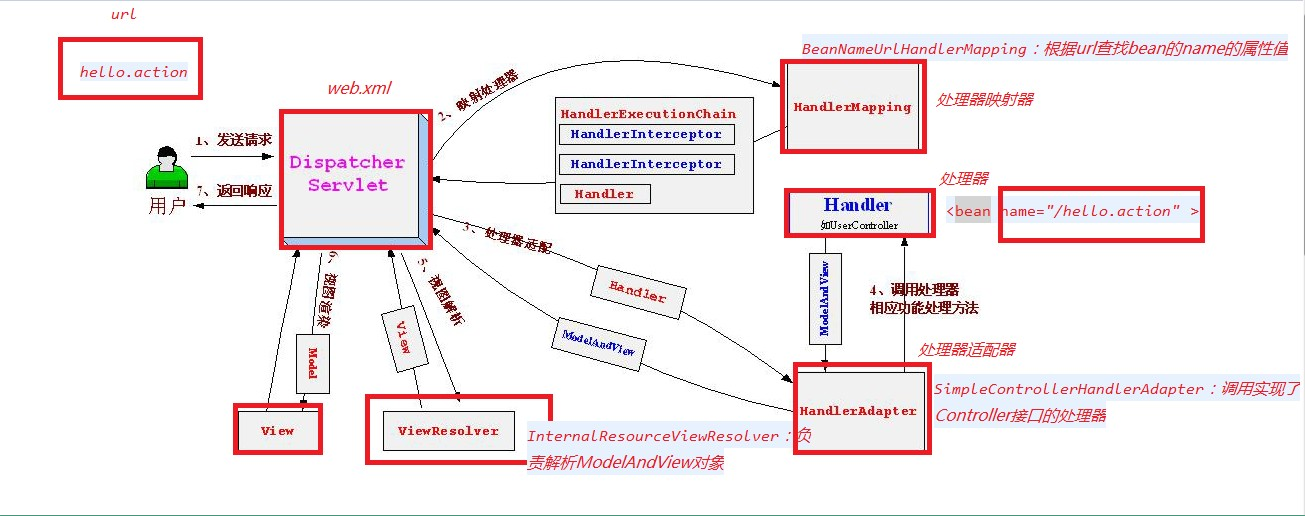 url
hello.action
web.xml
1、发送请求
7、返回响应
用户
Dispatcher
Servlet
2、映射处理器
BeanNameUrlHandlerMapping：根据url查找bean的name的属性值
HandlerMapping
处理器映射器
HandlerExecutionChain
HandlerInterceptor
HandlerInterceptor
Handler
处理器
Handler
如UserController
<bean name="/hello.action" >
3、处理器适配
Handler
ModelAndView
ModelAndView
4、调用处理器
相应功能处理方法
处理器适配器
HandlerAdapter
SimpleControllerHandlerAdapter：调用实现了
Controller接口的处理器
5、视图解析
View
ViewResolver
InternalResourceViewResolver：负
责解析ModelAndView对象
6、视图渲染
Model
View